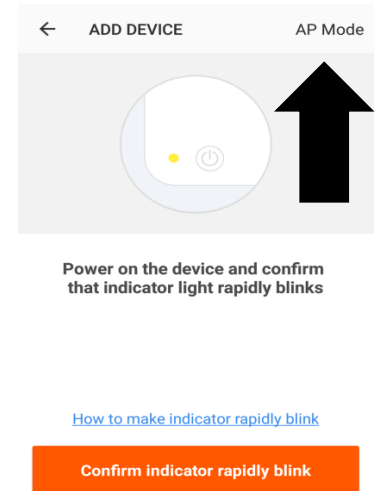 ADD DEVICE AP Mode
Power on the device and confirm
that indicator light rapidly blinks
How to make indicator rapidly blink
Confirm indicator rapidly blink